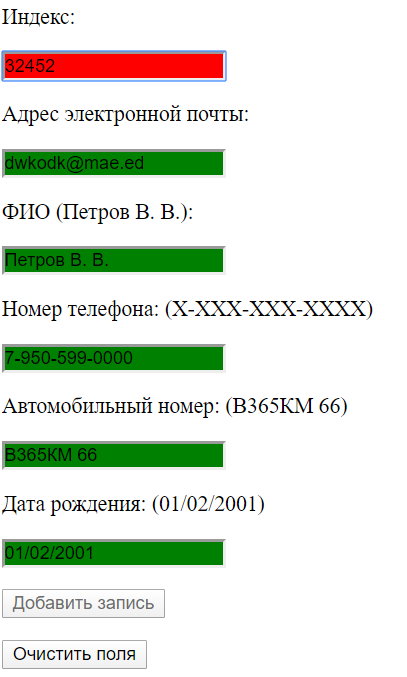 Индекс:
32452
Адрес электронной почты:
dwkodk@mae.ed
ФИО (Петров В. В.):
Петров В. В.
Номер телефона: (X-XXX-XXX-XXXX)
7-950-599-0000
Автомобильный номер: (В365КМ 66)
В365КМ 66
Дата рождения: (01/02/2001)
01/02/2001
Добавить запись
Очистить поля